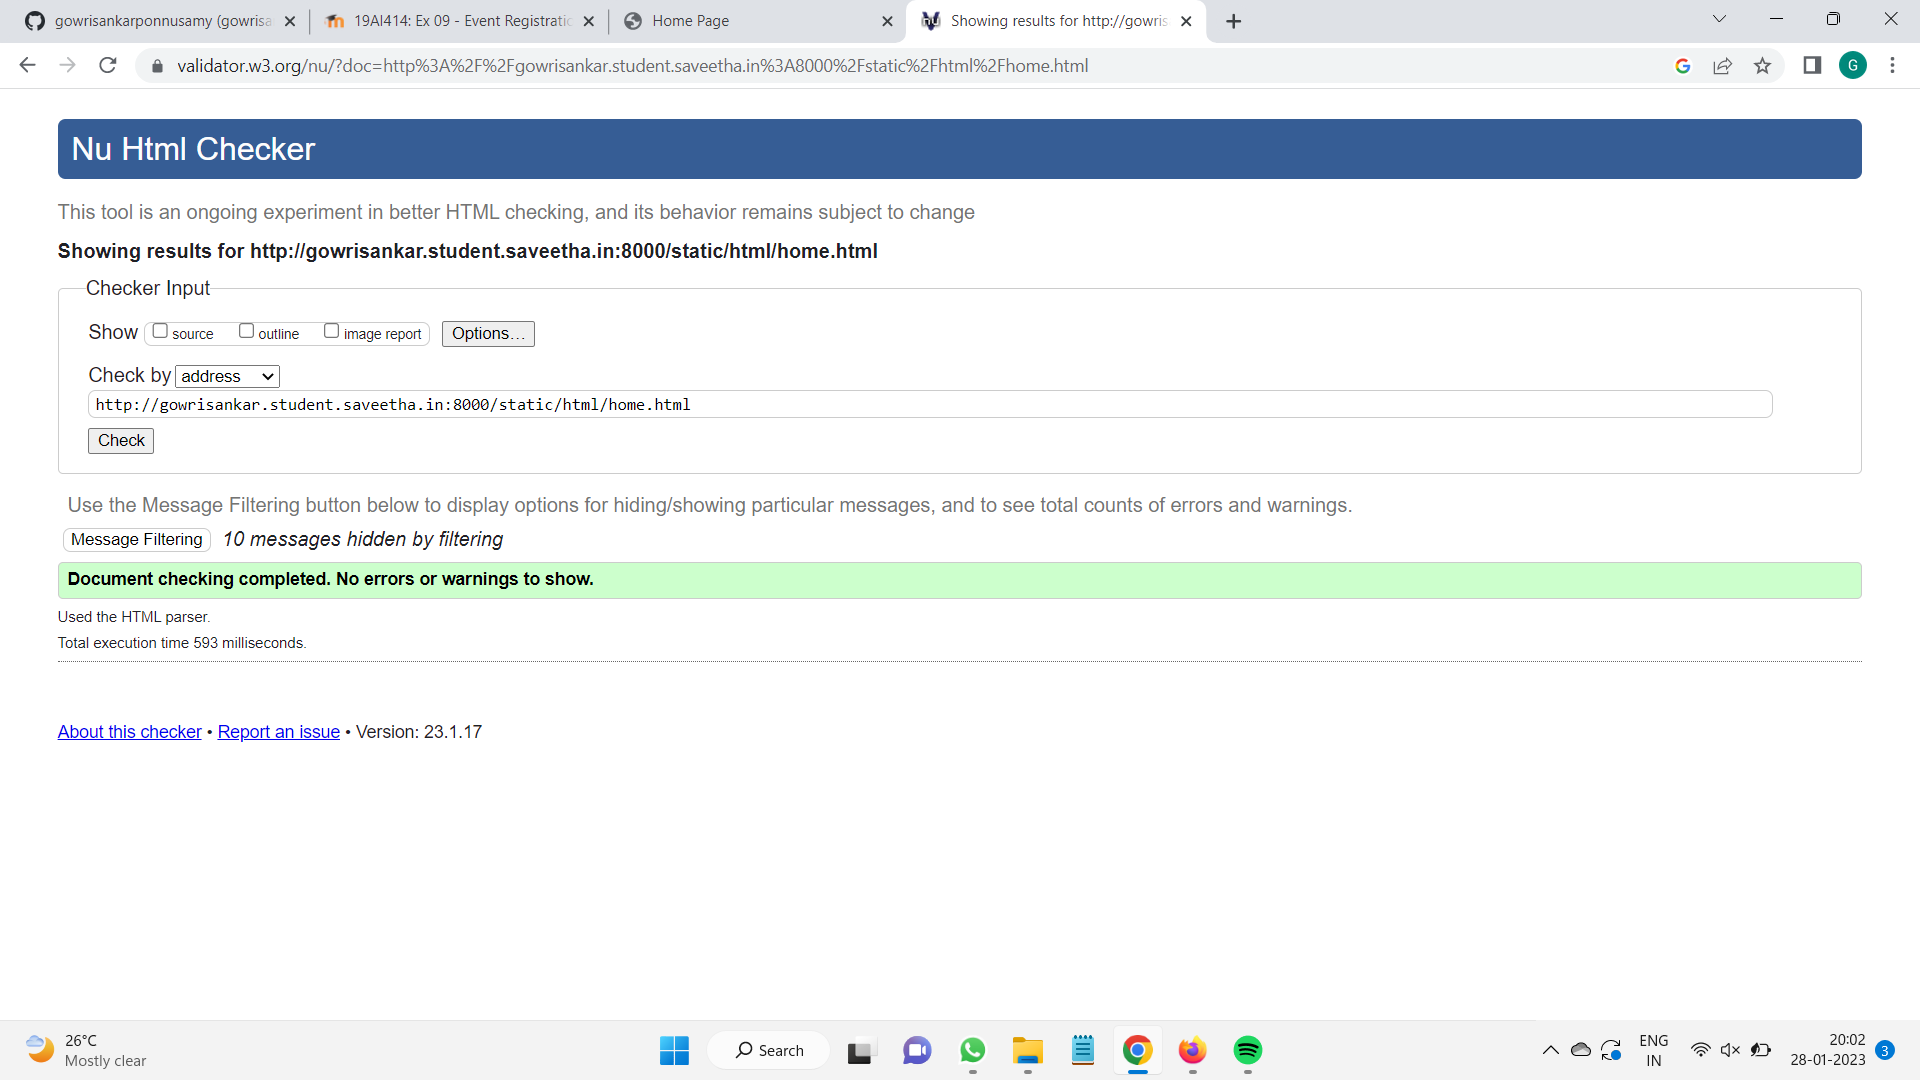 gowrisankarponnusamy (gowrisa
19AI414: Ex 09 - Event Registratio
Home Page
Showing results for http://gowris
validator.w3.org/nu/?doc=http%3A%2F%2Fgowrisankar.student.saveetha.in%3A8000%2Fstatic%2Fhtml%2Fhome.html
G
Nu Html Checker
This tool is an ongoing experiment in better HTML checking, and its behavior remains subject to change
Showing results for http://gowrisankar.student.saveetha.in:8000/static/html/home.html
Checker Input
Show source outline image report Options...
Check by address
http://gowrisankar.student.saveetha.in:8000/static/html/home.html
Check
Use the Message Filtering button below to display options for hiding/showing particular messages, and to see total counts of errors and warnings.
Message Filtering 10 messages hidden by filtering
Document checking completed. No errors or warnings to show.
Used the HTML parser.
Total execution time 593 milliseconds.
About this checker • Report an issue • Version: 23.1.17
26°C
Mostly clear
Search
ENG
IN
20:02
28-01-2023
3